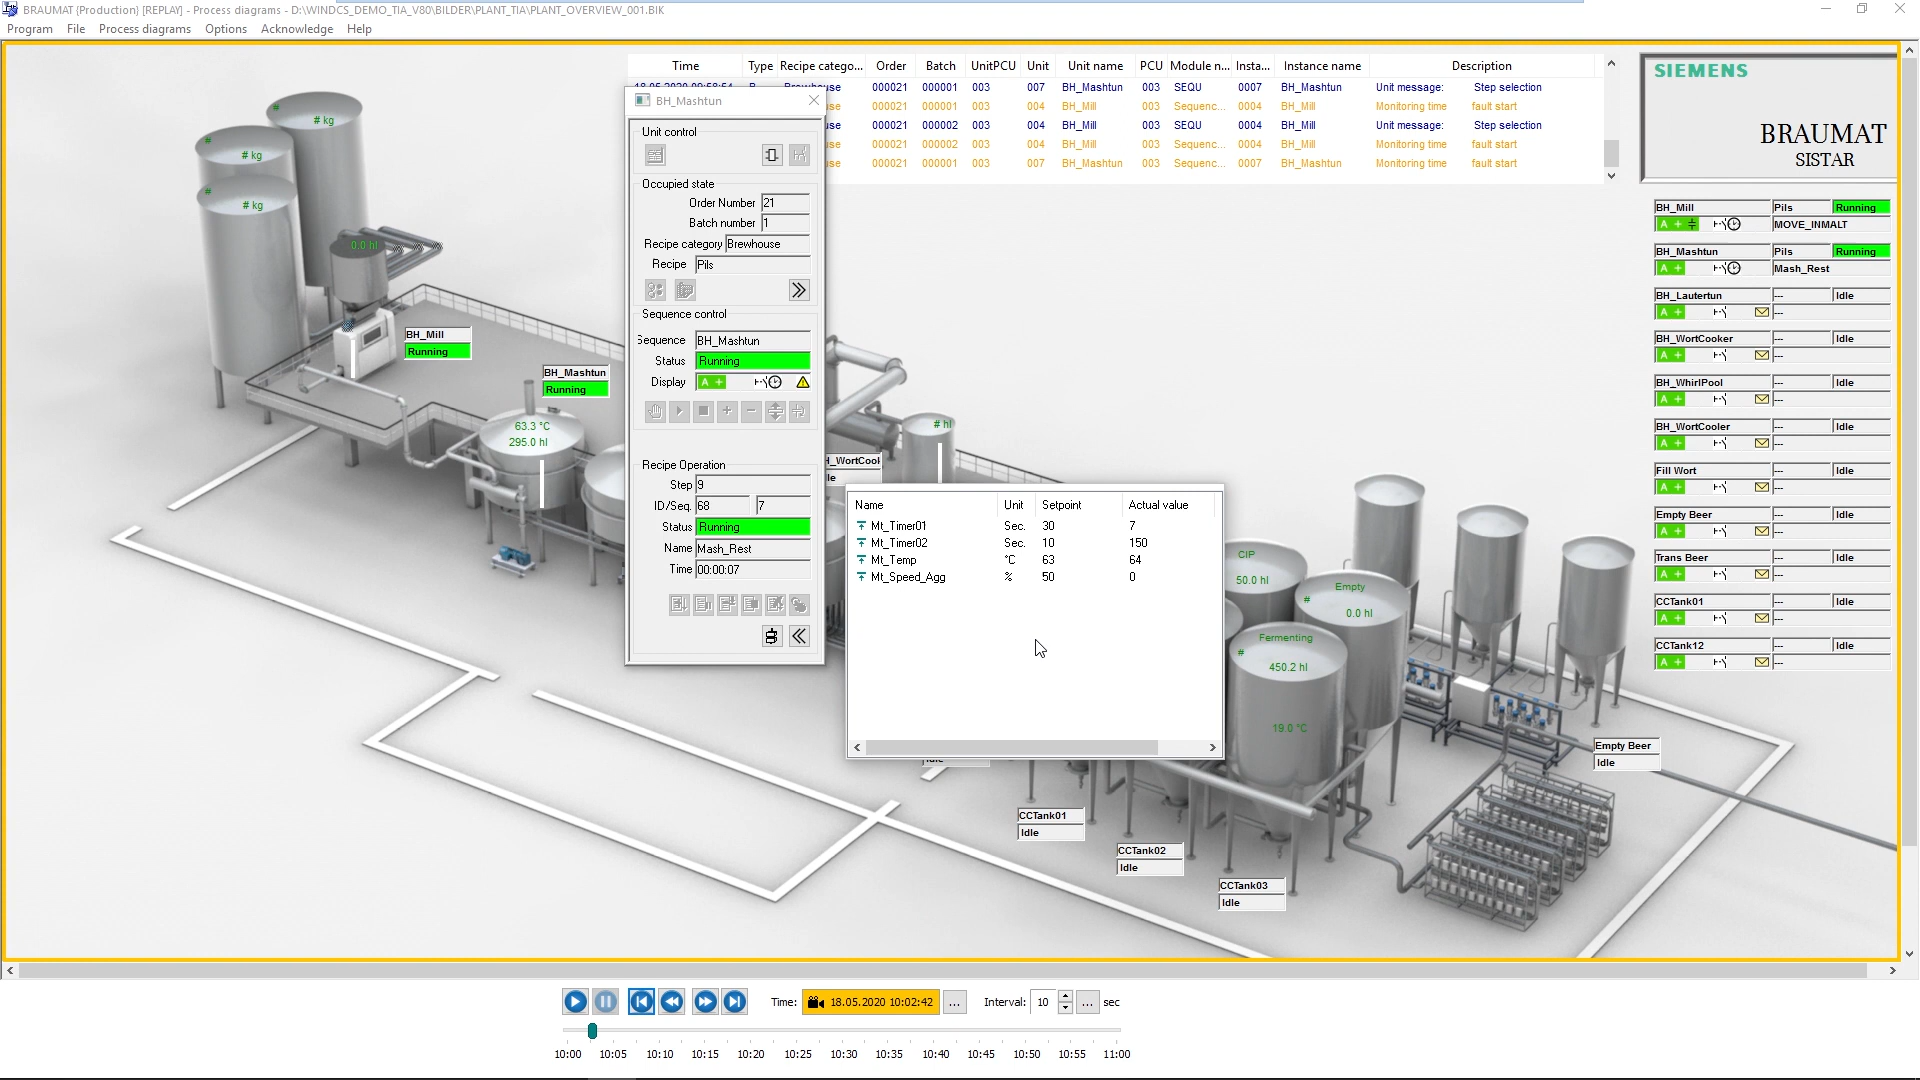 BRAUMAT {Production} [REPLAY] - Process diagrams - D:\WINDCS_DEMO_TIA_V80\BILDER\PLANT_TIA\PLANT_OVERVIEW_001.BIK
Program File Process diagrams Options Acknowledge Help
Time Type Recipe catego... Order Batch UnitPCU Unit Unit name PCU Module n... Insta... Instance name Description
000021 000001 003 007 BH_Mashtun 003 SEQU 0007 BH_Mashtun Unit message: Step selection
use 000021 000001 003 004 BH_Mill 003 Sequenc... 0004 BH_Mill Monitoring time fault start
000021 000002 003 004 BH_Mill 003 SEQU 0004 BH_Mill Unit message: Step selection
use 000021 000002 003 004 BH_Mill 003 Sequenc... 0004 BH_Mill Monitoring time fault start
use 000021 000001 003 007 BH_Mashtun 003 Sequenc... 0007 BH_Mashtun Monitoring time fault start
SIEMENS
BRAUMAT
SISTAR
BH_Mill Pils Running
A + MOVE_INMALT
BH_Mashtun Pils Running
A + Mash_Rest
BH_Lautertun --- Idle
A + ---
BH_WortCooker --- Idle
A + ---
BH_WhirlPool --- Idle
A + ---
BH_WortCooler --- Idle
A + ---
Fill Wort --- Idle
A + ---
Empty Beer --- Idle
A + ---
Trans Beer --- Idle
A + ---
CCTank01 --- Idle
A + ---
CCTank12 --- Idle
A + ---
BH_Mashtun
Unit control
Occupied state
Order Number 21
Batch number 1
Recipe category Brewhouse
Recipe Pils
Sequence control
Sequence BH_Mashtun
Status Running
Display A +
Recipe Operation
Step 9
ID/Seq. 68 7
Status Running
Name Mash_Rest
Time 00:00:07
Name Unit Setpoint Actual value
Mt_Timer01 Sec. 30 7
Mt_Timer02 Sec. 10 150
Mt_Temp °C 63 64
Mt_Speed_Agg % 50 0
#
# kg
#
# kg
#
# kg
0.0 hl
BH_Mill
Running
BH_Mashtun
Running
63.3 °C
295.0 hl
# hl
CIP
50.0 hl
Empty
#
0.0 hl
Fermenting
#
450.2 hl
19.0 °C
Empty Beer
Idle
CCTank01
Idle
CCTank02
Idle
CCTank03
Idle
Time: 18.05.2020 10:02:42 ... Interval: 10 ... sec
10:00 10:05 10:10 10:15 10:20 10:25 10:30 10:35 10:40 10:45 10:50 10:55 11:00